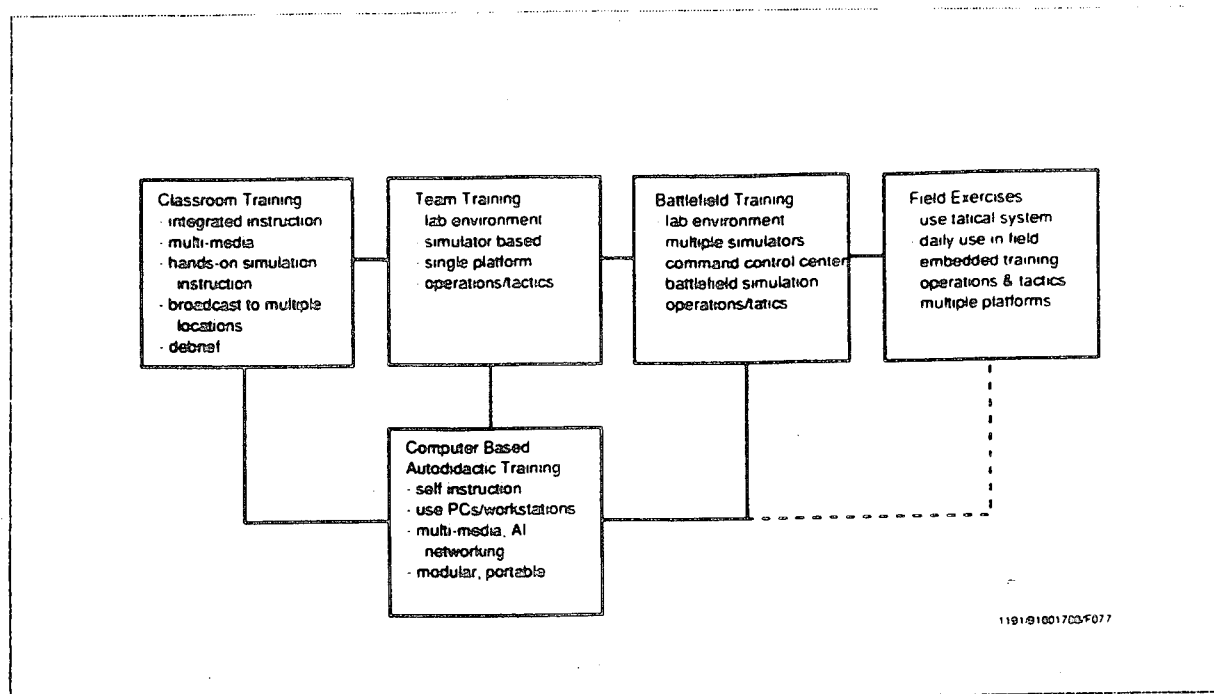 Classroom Training
- integrated instruction
- multi-media
- hands-on simulation
instruction
- broadcast to multiple
locations
- debrief
Team Training
- lab environment
- simulator based
- single platform
- operations/tactics
Battlefield Training
- lab environment
multiple simulators
command control center
battlefield simulation
operations/tatics
Field Exercises
use tatical system
- daily use in field
embedded training
operations & tactics
multiple platforms
Computer Based
Autodidactic Training
- self instruction
- use PCs/workstations
- multi-media, AI
networking
- modular, portable